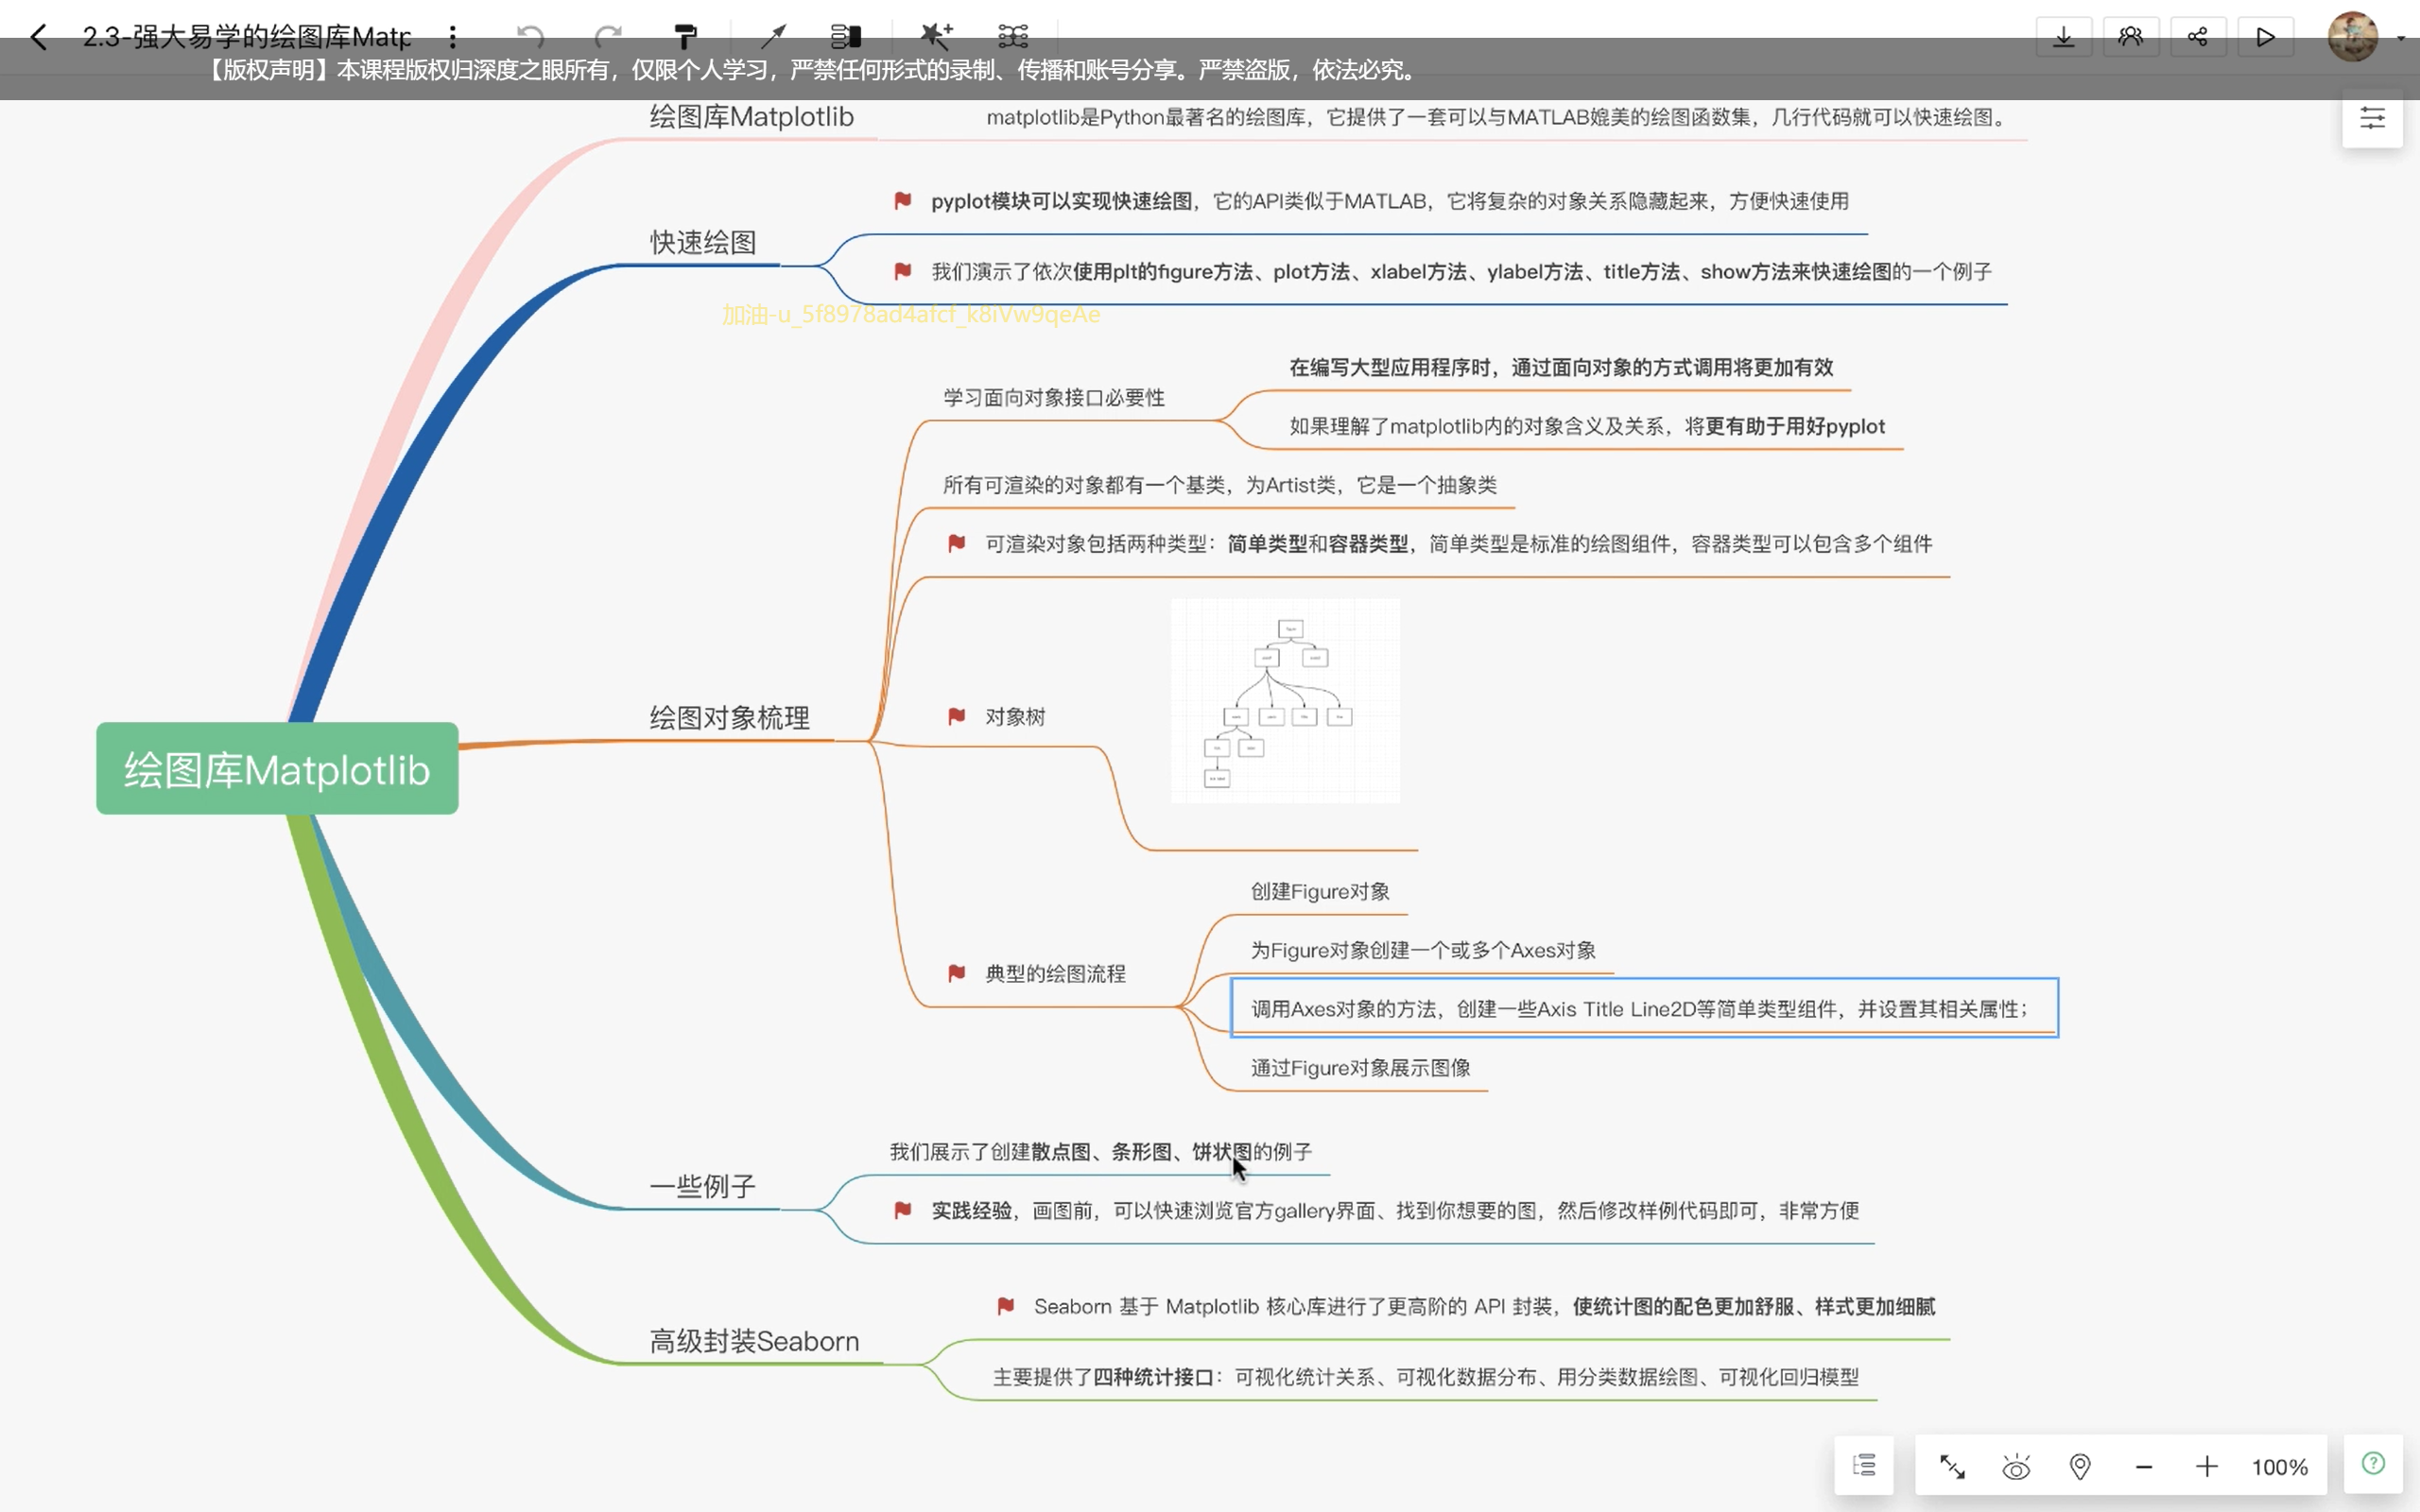 2.3-强大易学的绘图库Matp
【版权声明】本课程版权归深度之眼所有，仅限个人学习，严禁任何形式的录制、传播和账号分享。严禁盗版，依法必究。
绘图库Matplotlib
matplotlib是Python最著名的绘图库，它提供了一套可以与MATLAB媲美的绘图函数集，几行代码就可以快速绘图。
快速绘图
pyplot模块可以实现快速绘图，它的API类似于MATLAB，它将复杂的对象关系隐藏起来，方便快速使用
我们演示了依次使用plt的figure方法、plot方法、xlabel方法、ylabel方法、title方法、show方法来快速绘图的一个例子
加油-u_5f8978ad4afcf_k8iVw9qeAe
绘图对象梳理
学习面向对象接口必要性
在编写大型应用程序时，通过面向对象的方式调用将更加有效
如果理解了matplotlib内的对象含义及关系，将更有助于用好pyplot
所有可渲染的对象都有一个基类，为Artist类，它是一个抽象类
可渲染对象包括两种类型：简单类型和容器类型，简单类型是标准的绘图组件，容器类型可以包含多个组件
对象树
绘图库Matplotlib
典型的绘图流程
创建Figure对象
为Figure对象创建一个或多个Axes对象
调用Axes对象的方法，创建一些Axis Title Line2D等简单类型组件，并设置其相关属性；
通过Figure对象展示图像
一些例子
我们展示了创建散点图、条形图、饼状图的例子
实践经验，画图前，可以快速浏览官方gallery界面、找到你想要的图，然后修改样例代码即可，非常方便
高级封装Seaborn
Seaborn 基于 Matplotlib 核心库进行了更高阶的 API 封装，使统计图的配色更加舒服、样式更加细腻
主要提供了四种统计接口：可视化统计关系、可视化数据分布、用分类数据绘图、可视化回归模型
100%